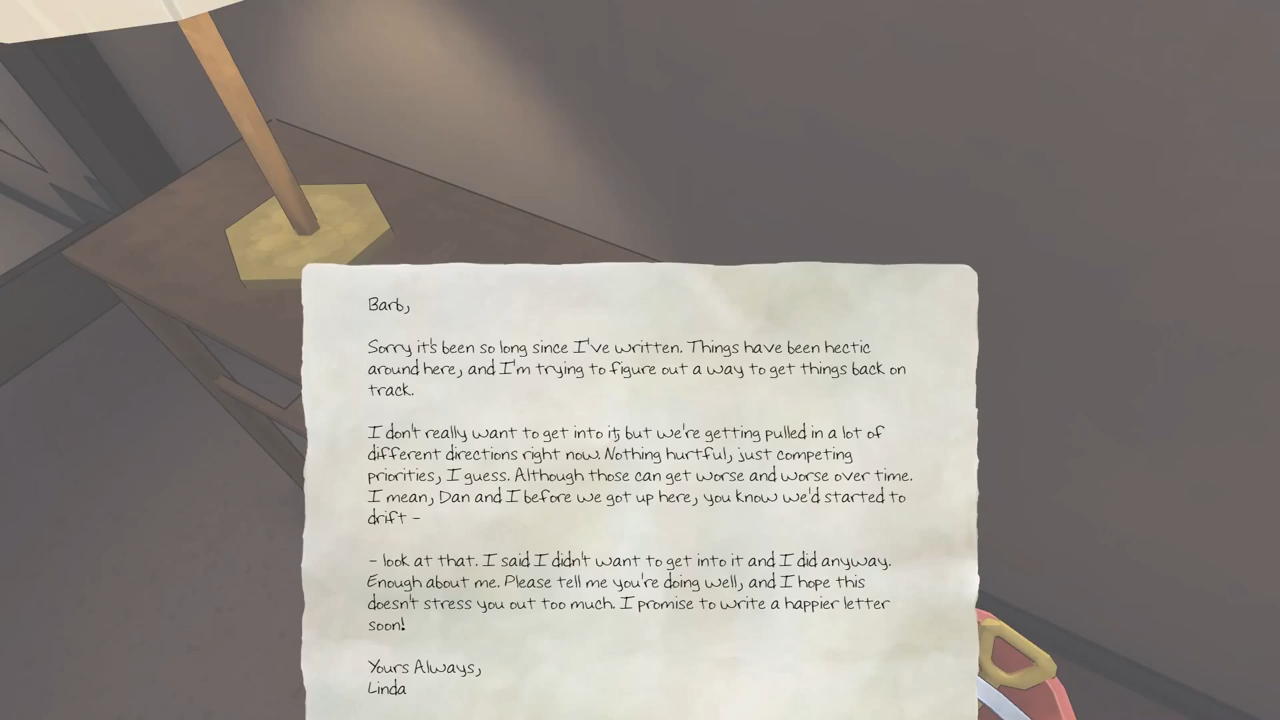 Barb,
Sorry it's been so long since I've written. Things have been hectic
around here, and I'm trying to figure out a way to get things back on
track.
I don't really want to get into it, but we're getting pulled in a lot of
different directions right now. Nothing hurtful, just competing
priorities, I guess. Although those can get worse and worse over time.
I mean, Dan and I before we got up here, you know we'd started to
drift -
- look at that. I said I didn't want to get into it and I did anyway.
Enough about me. Please tell me you're doing well, and I hope this
doesn't stress you out too much. I promise to write a happier letter
soon!
Yours Always,
Linda